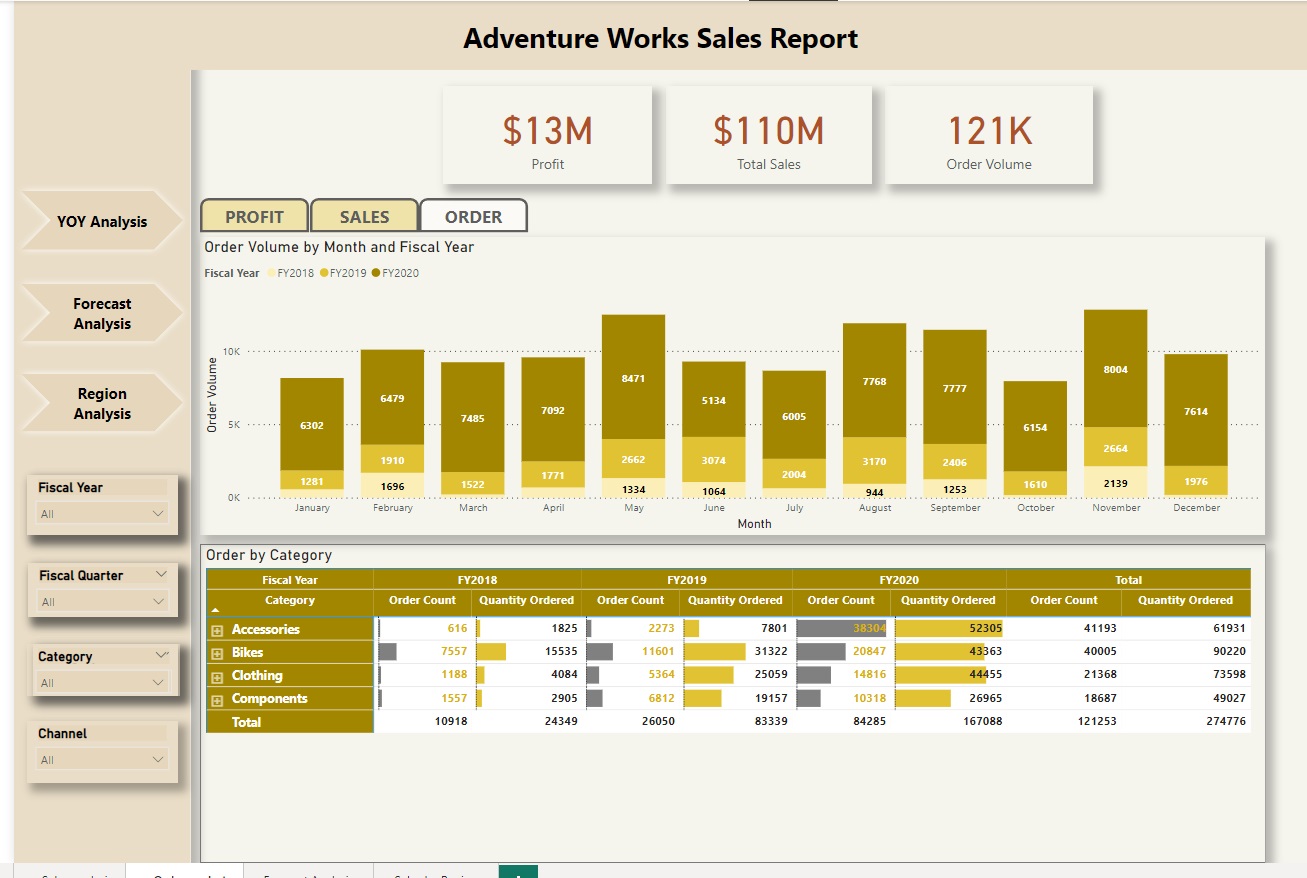 Adventure Works Sales Report
$13M
Profit
$110M
Total Sales
121K
Order Volume
YOY Analysis
Forecast
Analysis
Region
Analysis
Fiscal Year
All
Fiscal Quarter
All
Category
All
Channel
All
PROFIT SALES ORDER
Order Volume by Month and Fiscal Year
Fiscal Year FY2018 FY2019 FY2020
Order Volume
10K
5K
0K
6302 6479 7485 7092 8471 5134 6005 7768 7777 6154 8004 7614
1281 1910 1522 1771 2662 3074 2004 3170 2406 1610 2664 1976
1696 1334 1064 944 1253 2139
January February March April May June July August September October November December
Month
Order by Category
Fiscal Year FY2018 FY2019 FY2020 Total
Category Order Count Quantity Ordered Order Count Quantity Ordered Order Count Quantity Ordered Order Count Quantity Ordered
Accessories 616 1825 2273 7801 38304 52305 41193 61931
Bikes 7557 15535 11601 31322 20847 43363 40005 90220
Clothing 1188 4084 5364 25059 14816 44455 21368 73598
Components 1557 2905 6812 19157 10318 26965 18687 49027
Total 10918 24349 26050 83339 84285 167088 121253 274776